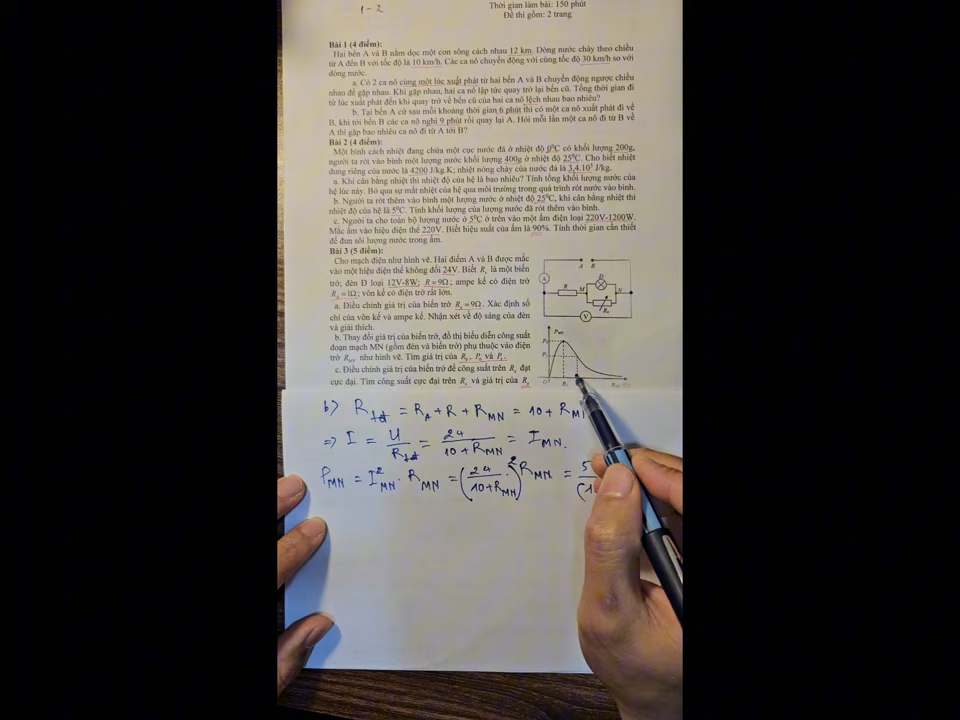 1-2
Thời gian làm bài: 150 phút
Đề thi gồm: 2 trang
Bài 1 (4 điểm):
Hai bến A và B nằm dọc một con sông cách nhau 12 km. Dòng nước chảy theo chiều
từ A đến B với tốc độ là 10 km/h. Các ca nô chuyển động với cùng tốc độ 30 km/h so với
dòng nước.
a. Có 2 ca nô cùng một lúc xuất phát từ hai bến A và B chuyển động ngược chiều
nhau để gặp nhau. Khi gặp nhau, hai ca nô lập tức quay trở lại bến cũ. Tổng thời gian đi
từ lúc xuất phát đến khi quay trở về bến cũ của hai ca nô lệch nhau bao nhiêu?
b. Tại bến A cứ sau mỗi khoảng thời gian 6 phút thì có một ca nô xuất phát đi về
B, khi tới bến B các ca nô nghỉ 9 phút rồi quay lại A. Hỏi mỗi lần một ca nô đi từ B về
A thì gặp bao nhiêu ca nô đi từ A tới B?
Bài 2 (4 điểm):
Một bình cách nhiệt đang chứa một cục nước đá ở nhiệt độ 0⁰C có khối lượng 200g,
người ta rót vào bình một lượng nước khối lượng 400g ở nhiệt độ 25⁰C. Cho biết nhiệt
dung riêng của nước là 4200 J/kg.K; nhiệt nóng chảy của nước đá là 3,4.10⁵ J/kg.
a. Khi cân bằng nhiệt thì nhiệt độ của hệ là bao nhiêu? Tính tổng khối lượng nước của
hệ lúc này. Bỏ qua sự mất nhiệt của hệ qua môi trường trong quá trình rót nước vào bình.
b. Người ta rót thêm vào bình một lượng nước ở nhiệt độ 25⁰C, khi cân bằng nhiệt thì
nhiệt độ của hệ là 5⁰C. Tính khối lượng của lượng nước đã rót thêm vào bình.
c. Người ta cho toàn bộ lượng nước ở 5⁰C ở trên vào một ấm điện loại 220V-1200W.
Mắc ấm vào hiệu điện thế 220V. Biết hiệu suất của ấm là 90%. Tính thời gian cần thiết
để đun sôi lượng nước trong ấm.
Bài 3 (5 điểm):
Cho mạch điện như hình vẽ. Hai điểm A và B được mắc
vào một hiệu điện thế không đổi 24V. Biết Rₓ là một biến
trở; đèn Đ loại 12V-8W; R=9Ω; ampe kế có điện trở
R_A=1Ω; vôn kế có điện trở rất lớn.
a. Điều chỉnh giá trị của biến trở Rₓ=9Ω. Xác định số
chỉ của vôn kế và ampe kế. Nhận xét về độ sáng của đèn
và giải thích.
b. Thay đổi giá trị của biến trở, đồ thị biểu diễn công suất
đoạn mạch MN (gồm đèn và biến trở) phụ thuộc vào điện
trở R_MN như hình vẽ. Tìm giá trị của R₀, P₀ và P₁.
c. Điều chỉnh giá trị của biến trở để công suất trên Rₓ đạt
cực đại. Tìm công suất cực đại trên Rₓ và giá trị của Rₓ
A B
A
Đ
R M N
Rₓ
V
P_MN
P₀
P₁
O
b) R_tđ = R_A + R + R_MN = 10 + R_M
=> I = U/R_tđ = 24/(10+R_MN) = I_MN.
P_MN = I²_MN . R_MN = (24/(10+R_MN))² . R_MN = 5/(1